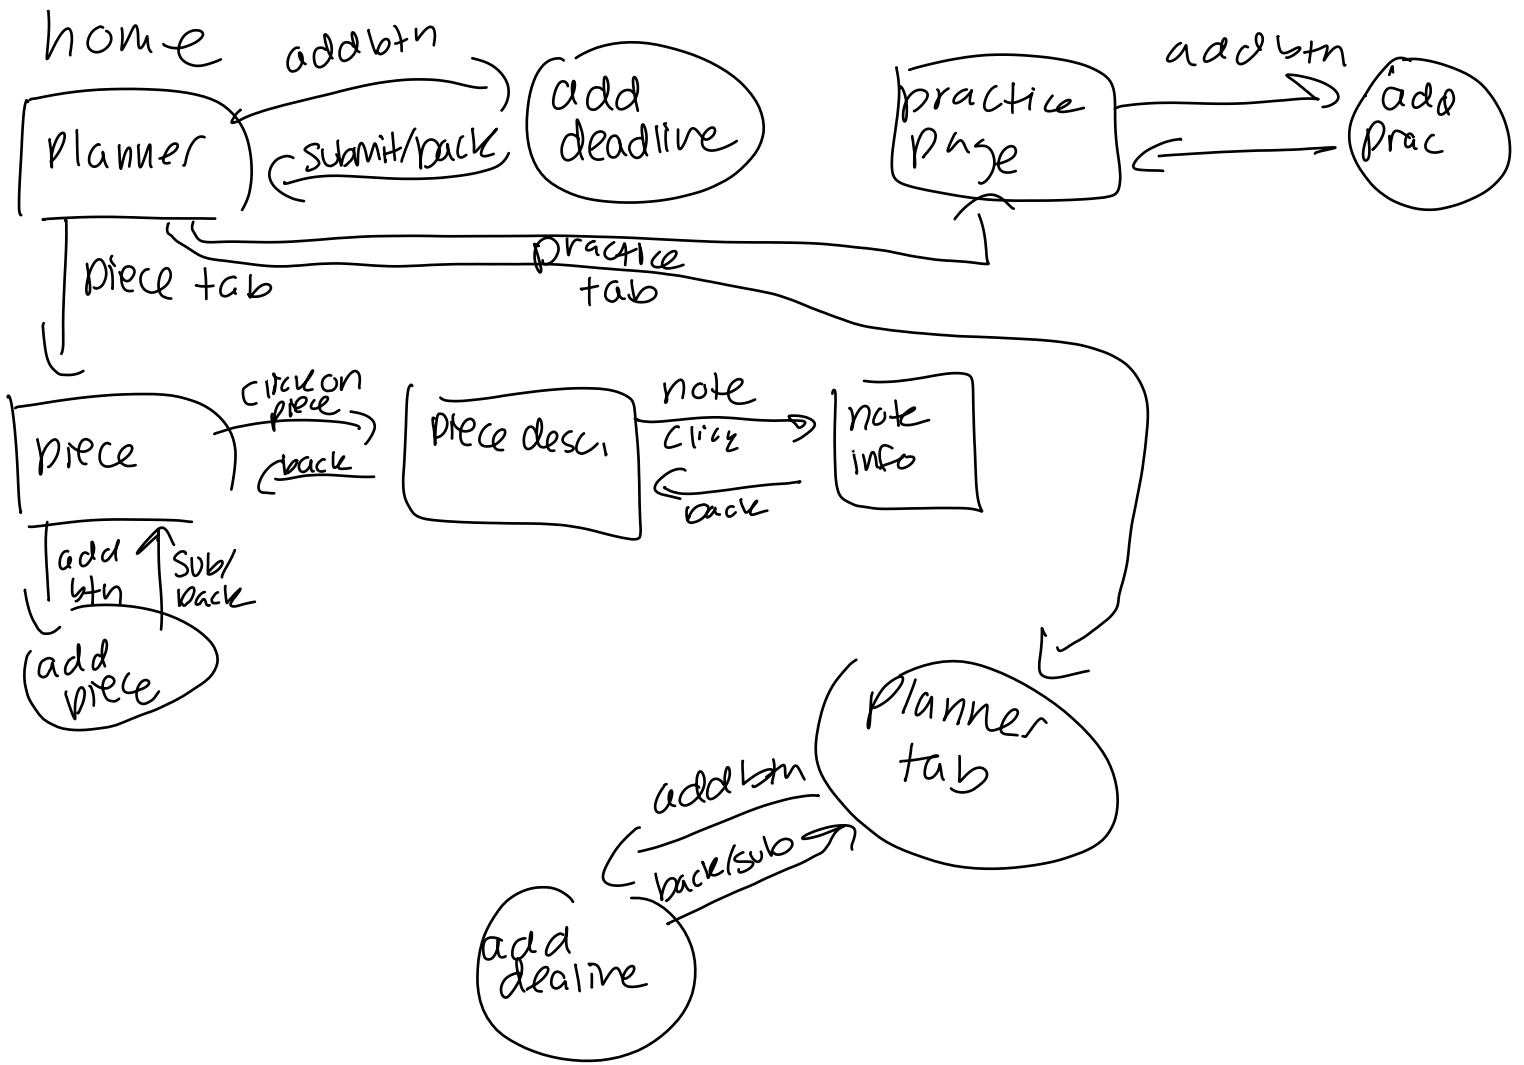 home
addbtn
add
deadline
submit/back
planner
practice
page
addbtn
add
prac
piece tab
practice
tab
click on
piece
back
piece
piece desc.
note
click
back
note
info
add
btn
sub/
back
add
piece
planner
tab
addbtn
back/sub
add
dealine